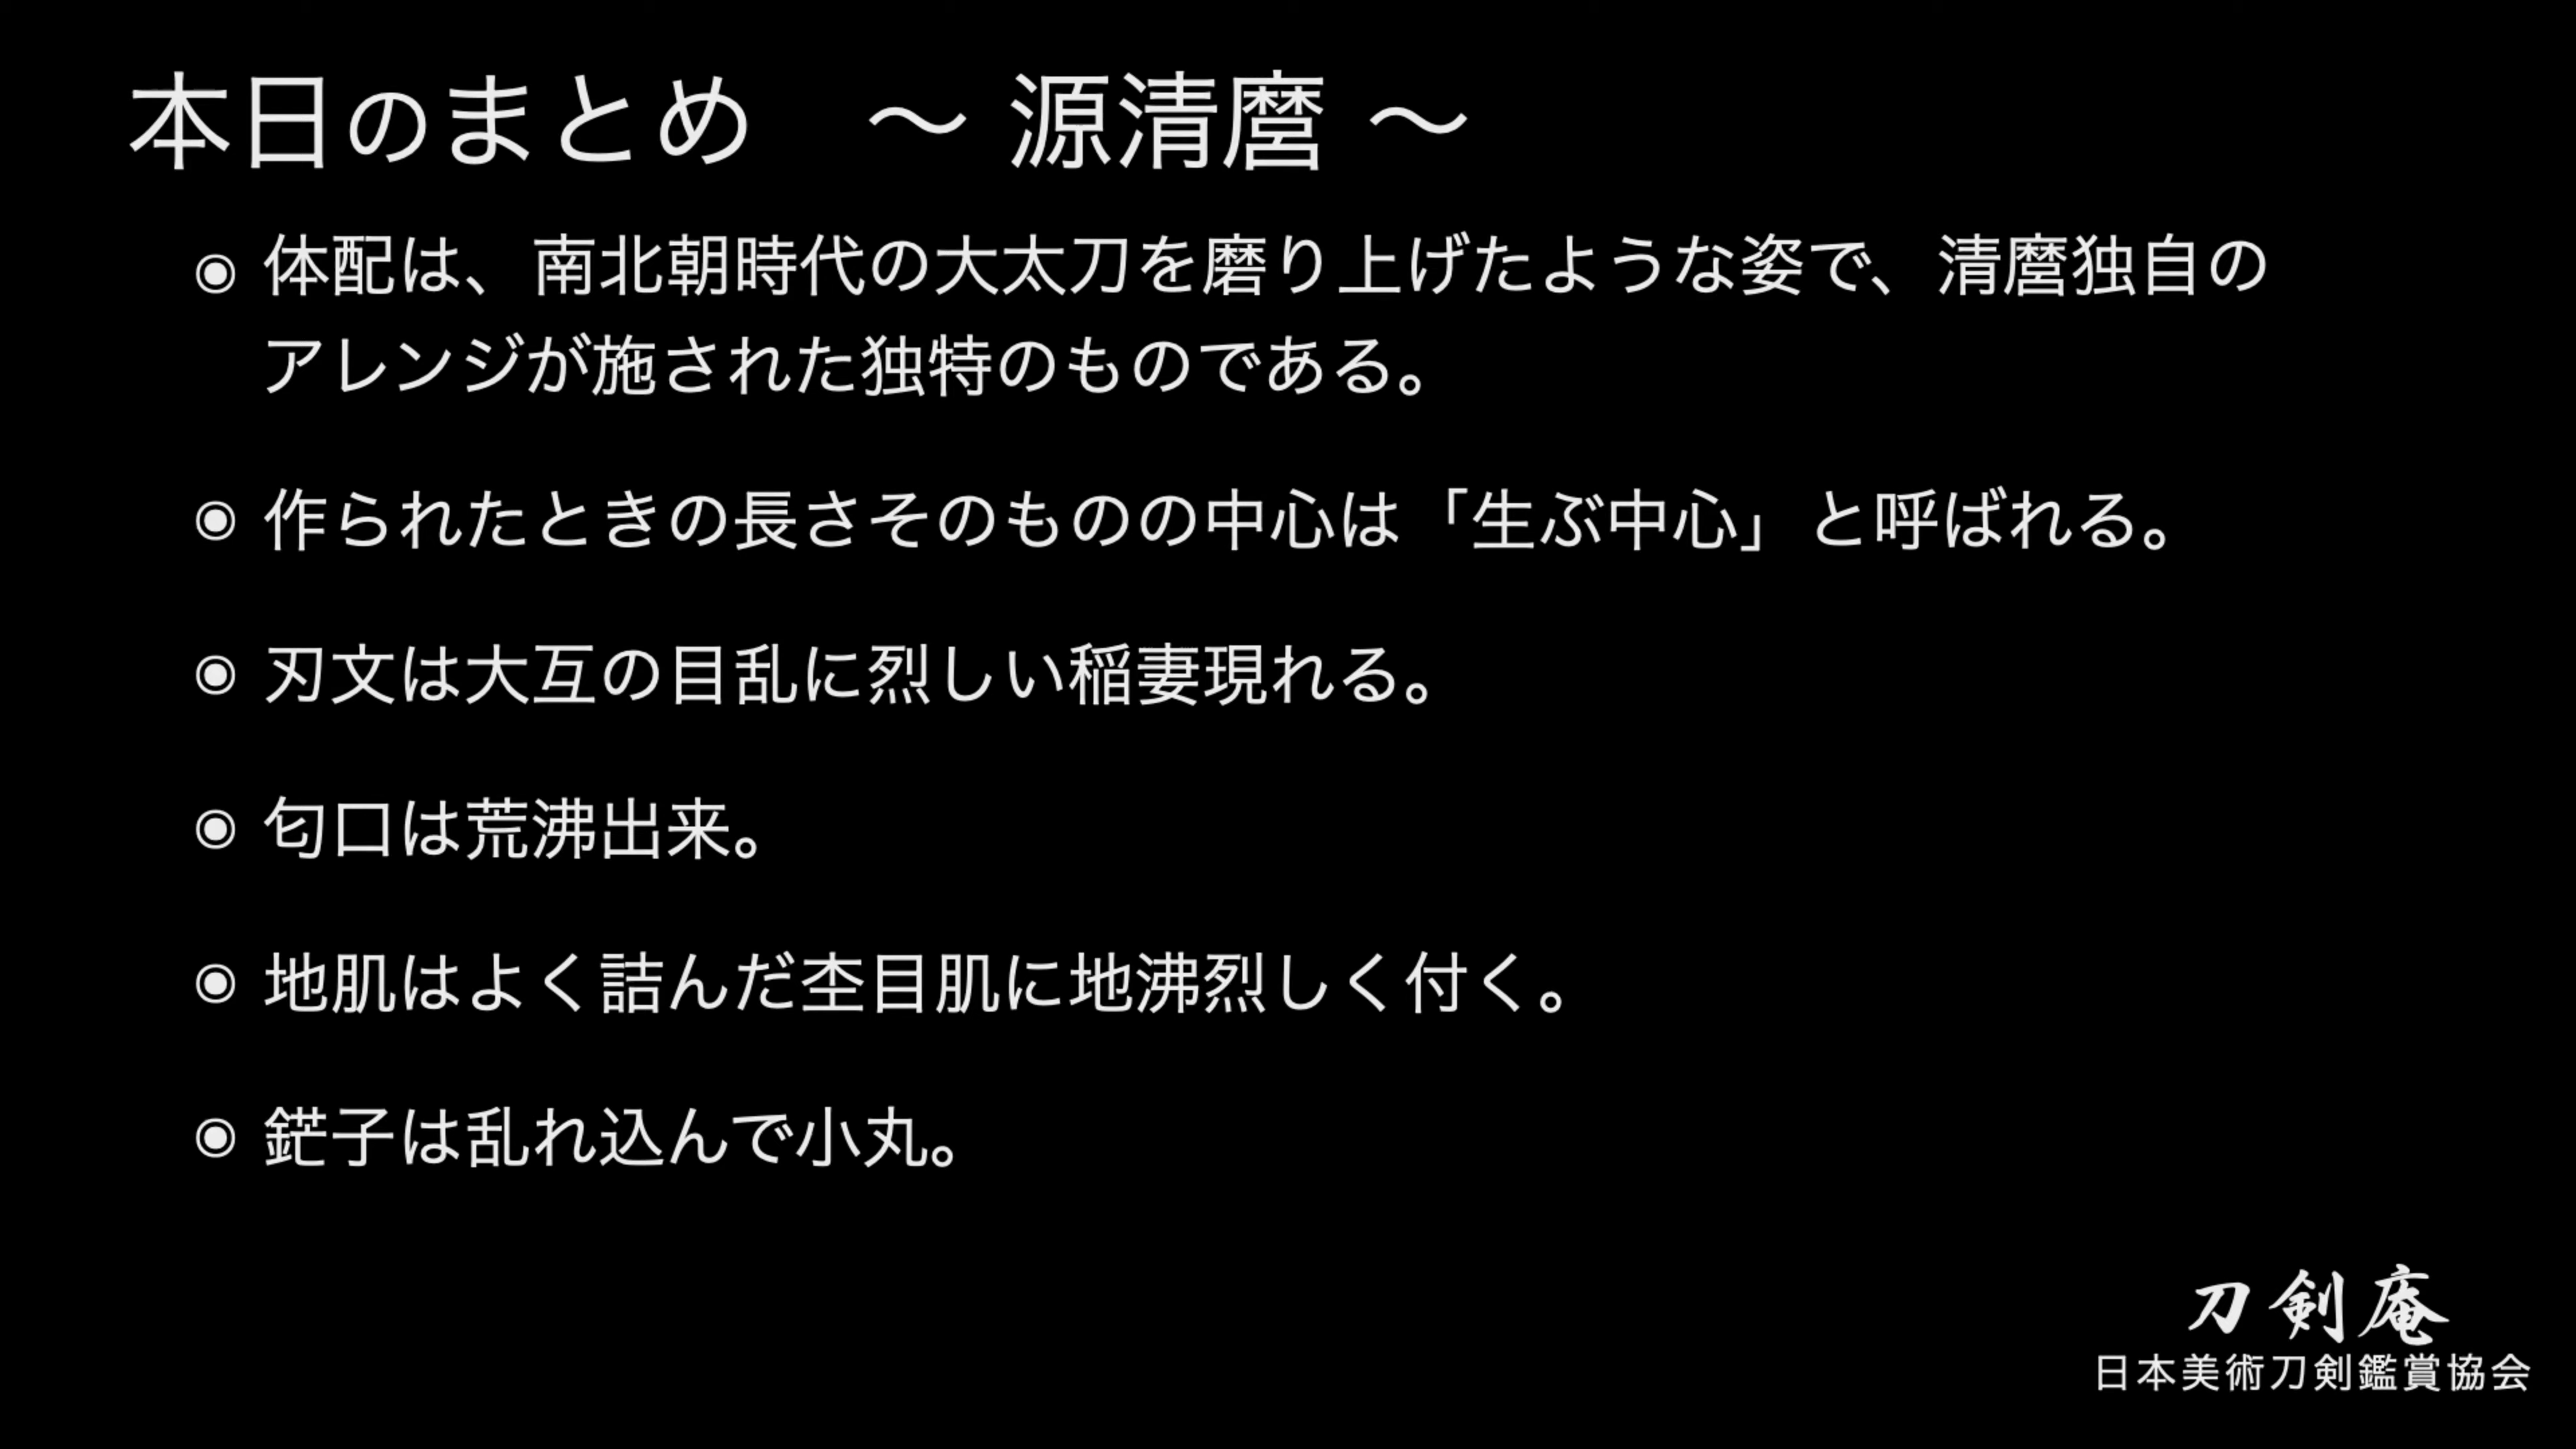 本日のまとめ　～ 源清麿 ～
◉ 体配は、南北朝時代の大太刀を磨り上げたような姿で、清麿独自の
アレンジが施された独特のものである。
◉ 作られたときの長さそのものの中心は「生ぶ中心」と呼ばれる。
◉ 刃文は大互の目乱に烈しい稲妻現れる。
◉ 匂口は荒沸出来。
◉ 地肌はよく詰んだ杢目肌に地沸烈しく付く。
◉ 鋩子は乱れ込んで小丸。
刀剣庵
日本美術刀剣鑑賞協会